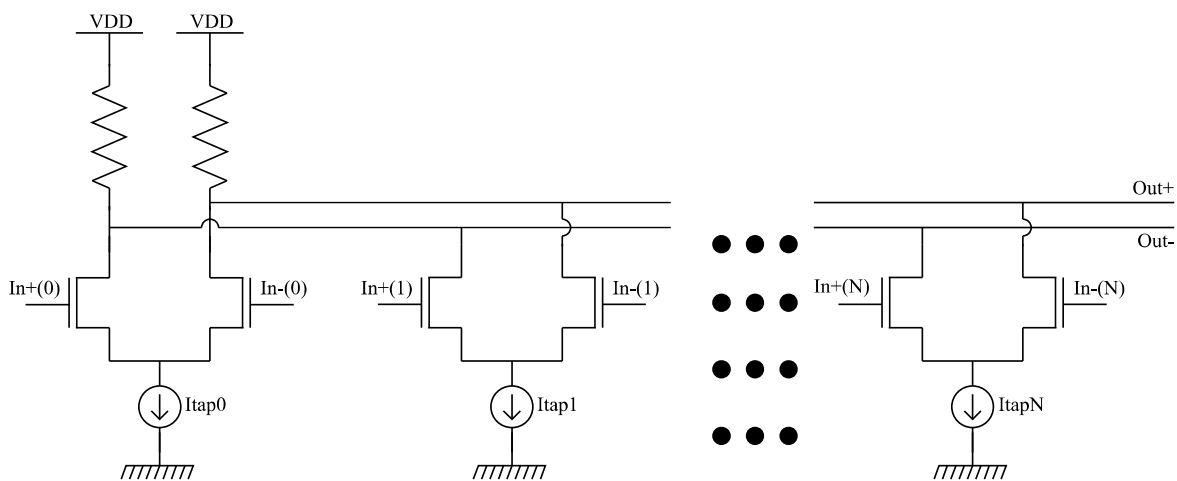 VDD VDD
Out+
Out-
In+(0) In-(0) In+(1) In-(1) In+(N) In-(N)
Itap0 Itap1 ItapN